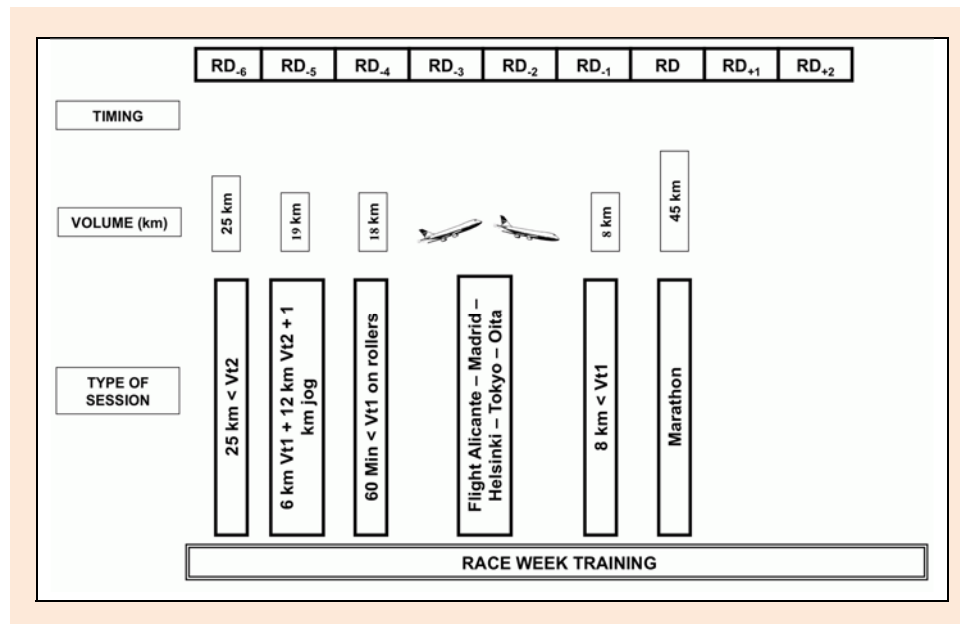 RD-6 RD-5 RD-4 RD-3 RD-2 RD-1 RD RD+1 RD+2
TIMING
VOLUME (km)
25 km
19 km
18 km
8 km
45 km
TYPE OF
SESSION
25 km < Vt2
6 km Vt1 + 12 km Vt2 + 1
km jog
60 Min < Vt1 on rollers
Flight Alicante – Madrid –
Helsinki – Tokyo – Oita
8 km < Vt1
Marathon
RACE WEEK TRAINING